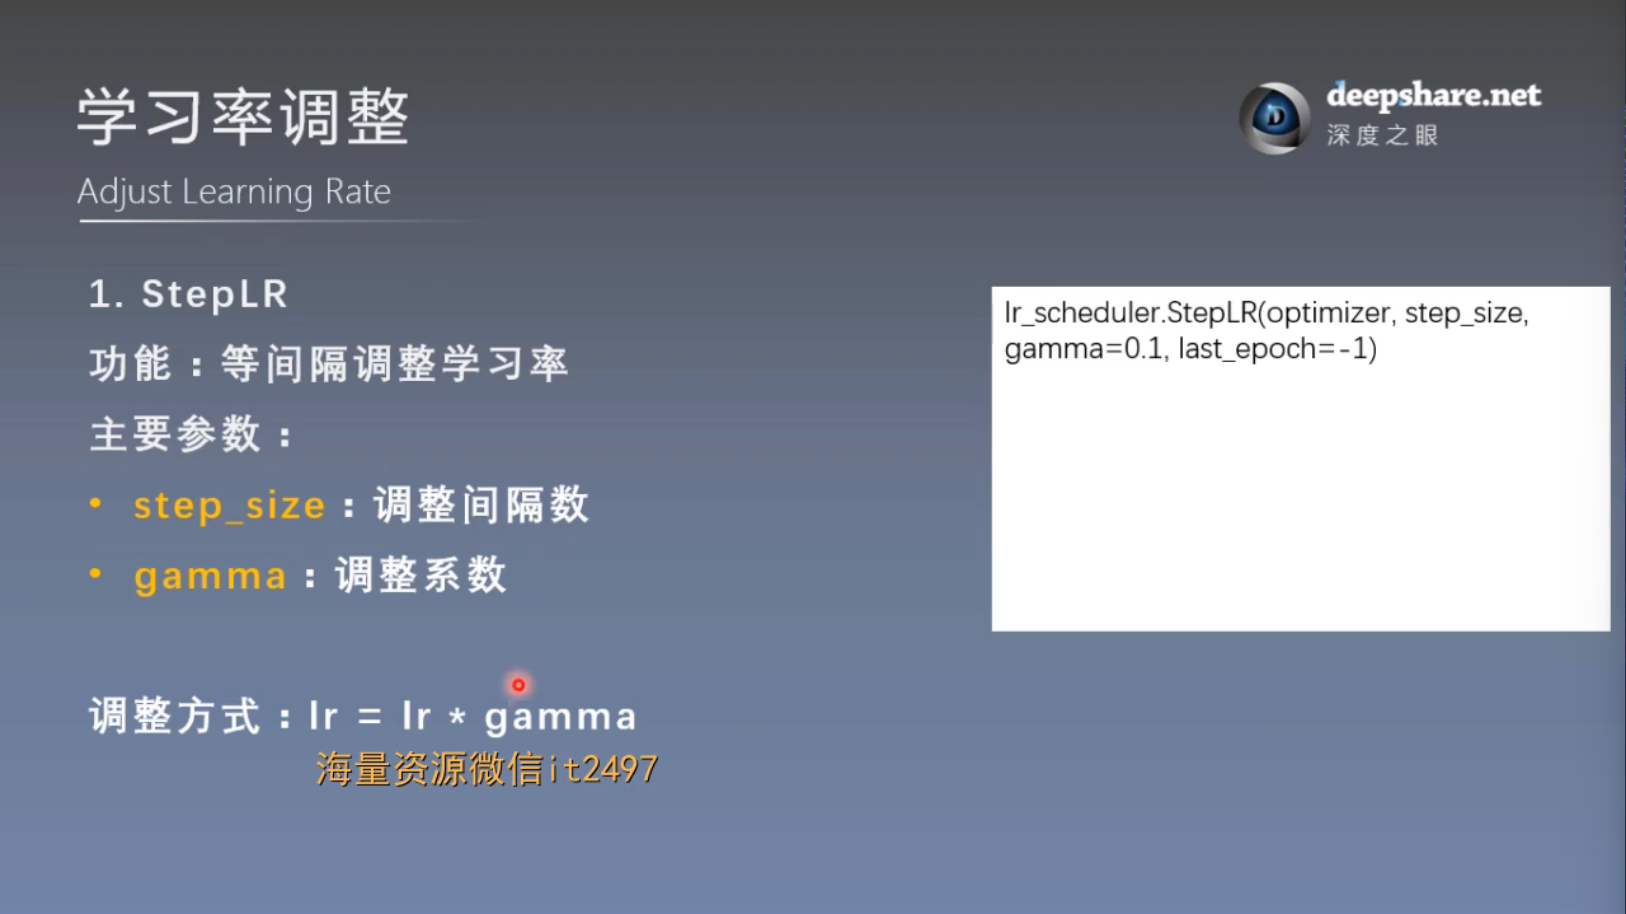 学习率调整
Adjust Learning Rate
deepshare.net
深度之眼
1. StepLR
功能：等间隔调整学习率
主要参数：
• step_size：调整间隔数
• gamma：调整系数
调整方式：lr = lr * gamma
海量资源微信it2497
lr_scheduler.StepLR(optimizer, step_size,
gamma=0.1, last_epoch=-1)